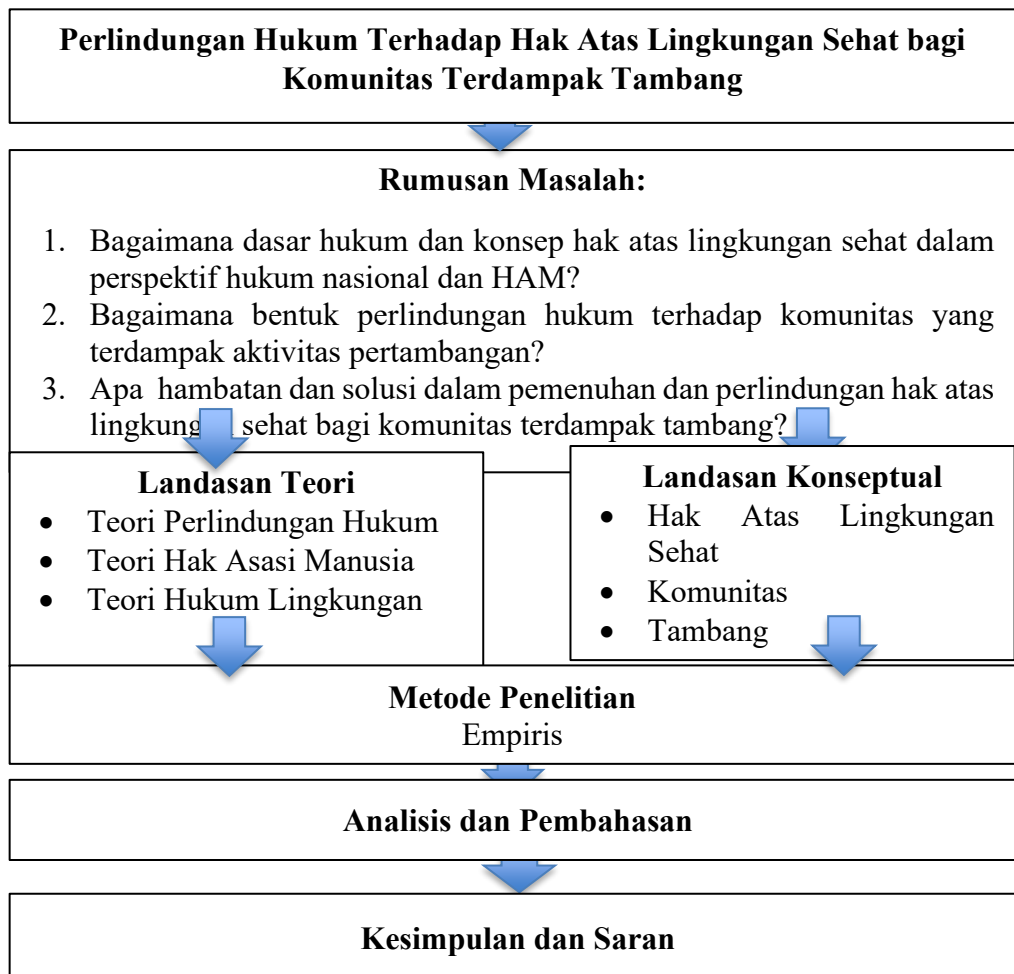 Perlindungan Hukum Terhadap Hak Atas Lingkungan Sehat bagi
Komunitas Terdampak Tambang
Rumusan Masalah:
1. Bagaimana dasar hukum dan konsep hak atas lingkungan sehat dalam
perspektif hukum nasional dan HAM?
2. Bagaimana bentuk perlindungan hukum terhadap komunitas yang
terdampak aktivitas pertambangan?
3. Apa hambatan dan solusi dalam pemenuhan dan perlindungan hak atas
sehat bagi komunitas terdampak tambang?
Landasan Teori
• Teori Perlindungan Hukum
• Teori Hak Asasi Manusia
• Teori Hukum Lingkungan
Landasan Konseptual
• Hak Atas Lingkungan
Sehat
• Komunitas
• Tambang
Metode Penelitian
Empiris
Analisis dan Pembahasan
Kesimpulan dan Saran